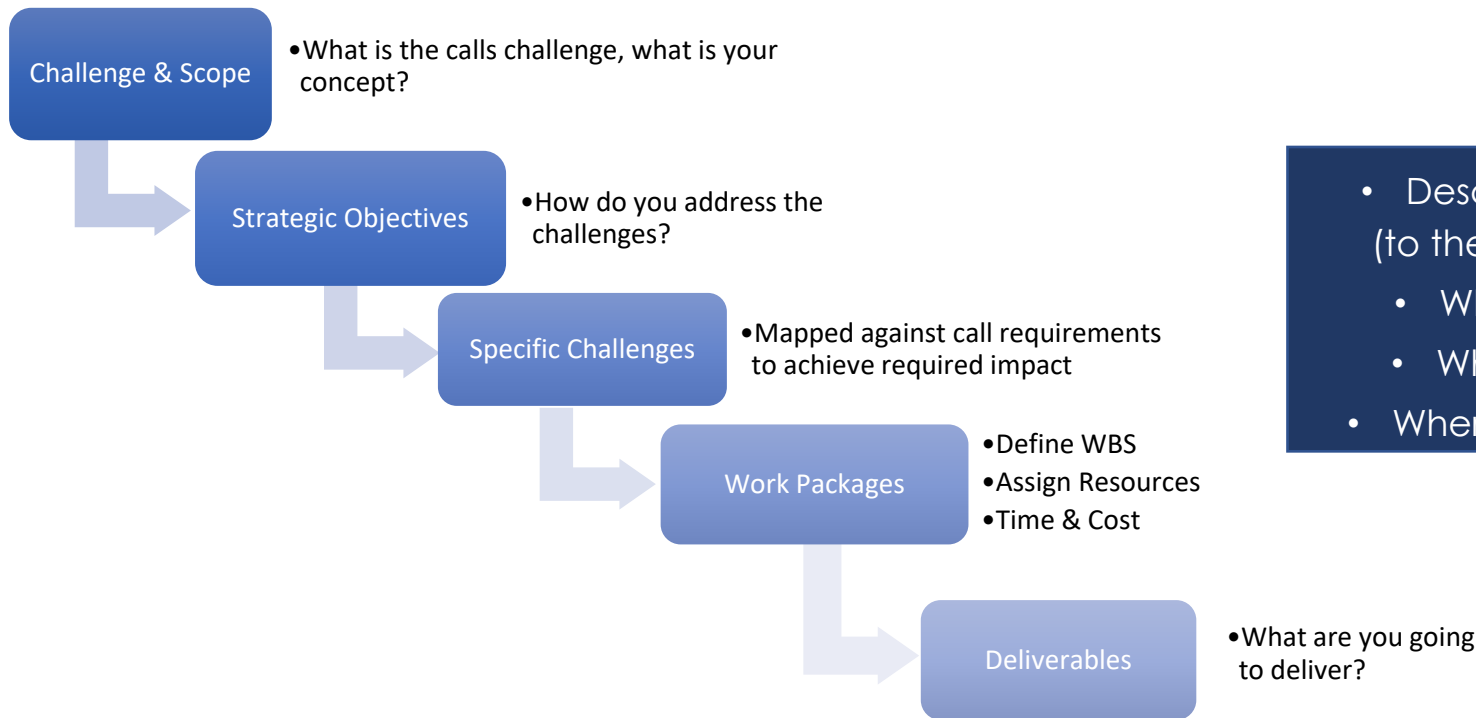 Challenge & Scope
•What is the calls challenge, what is your
concept?
Strategic Objectives
•How do you address the
challenges?
Specific Challenges
•Mapped against call requirements
to achieve required impact
Work Packages
•Define WBS
•Assign Resources
•Time & Cost
Deliverables
•What are you going
to deliver?
•
(to the
•
•
•